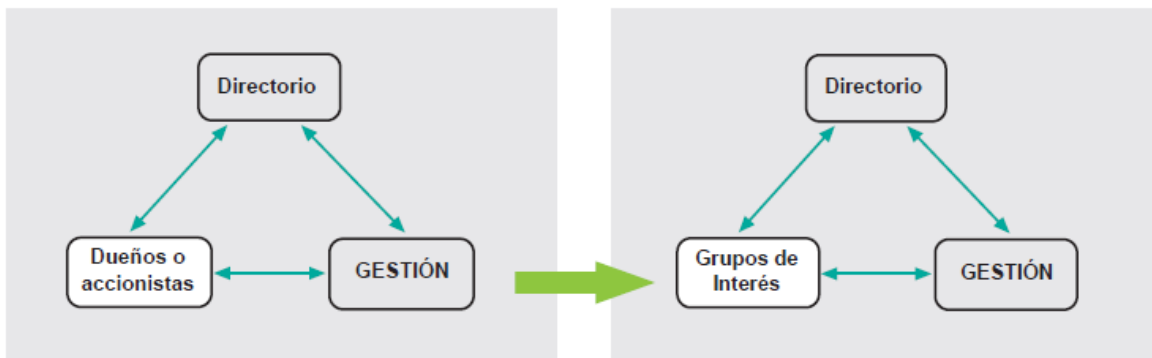 Directorio
Dueños o
accionistas
GESTIÓN
Directorio
Grupos de
Interés
GESTIÓN